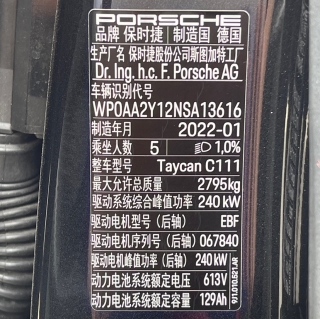 PORSCHE
品牌 保时捷 制造国 德国
生产厂名 保时捷股份公司斯图加特工厂
Dr. Ing. h.c. F. Porsche AG
车辆识别代号
WP0AA2Y12NSA13616
制造年月 2022-01
乘坐人数 5 1,0%
整车型号 Taycan C111
最大允许总质量 2795kg
驱动系统综合峰值功率 240 kW
驱动电机型号 (后轴) EBF
驱动电机序列号 (后轴) 067840
驱动电机峰值功率 (后轴) 240 kW
动力电池系统额定电压 613V
动力电池系统额定容量 129Ah
9J1.010.521.AR